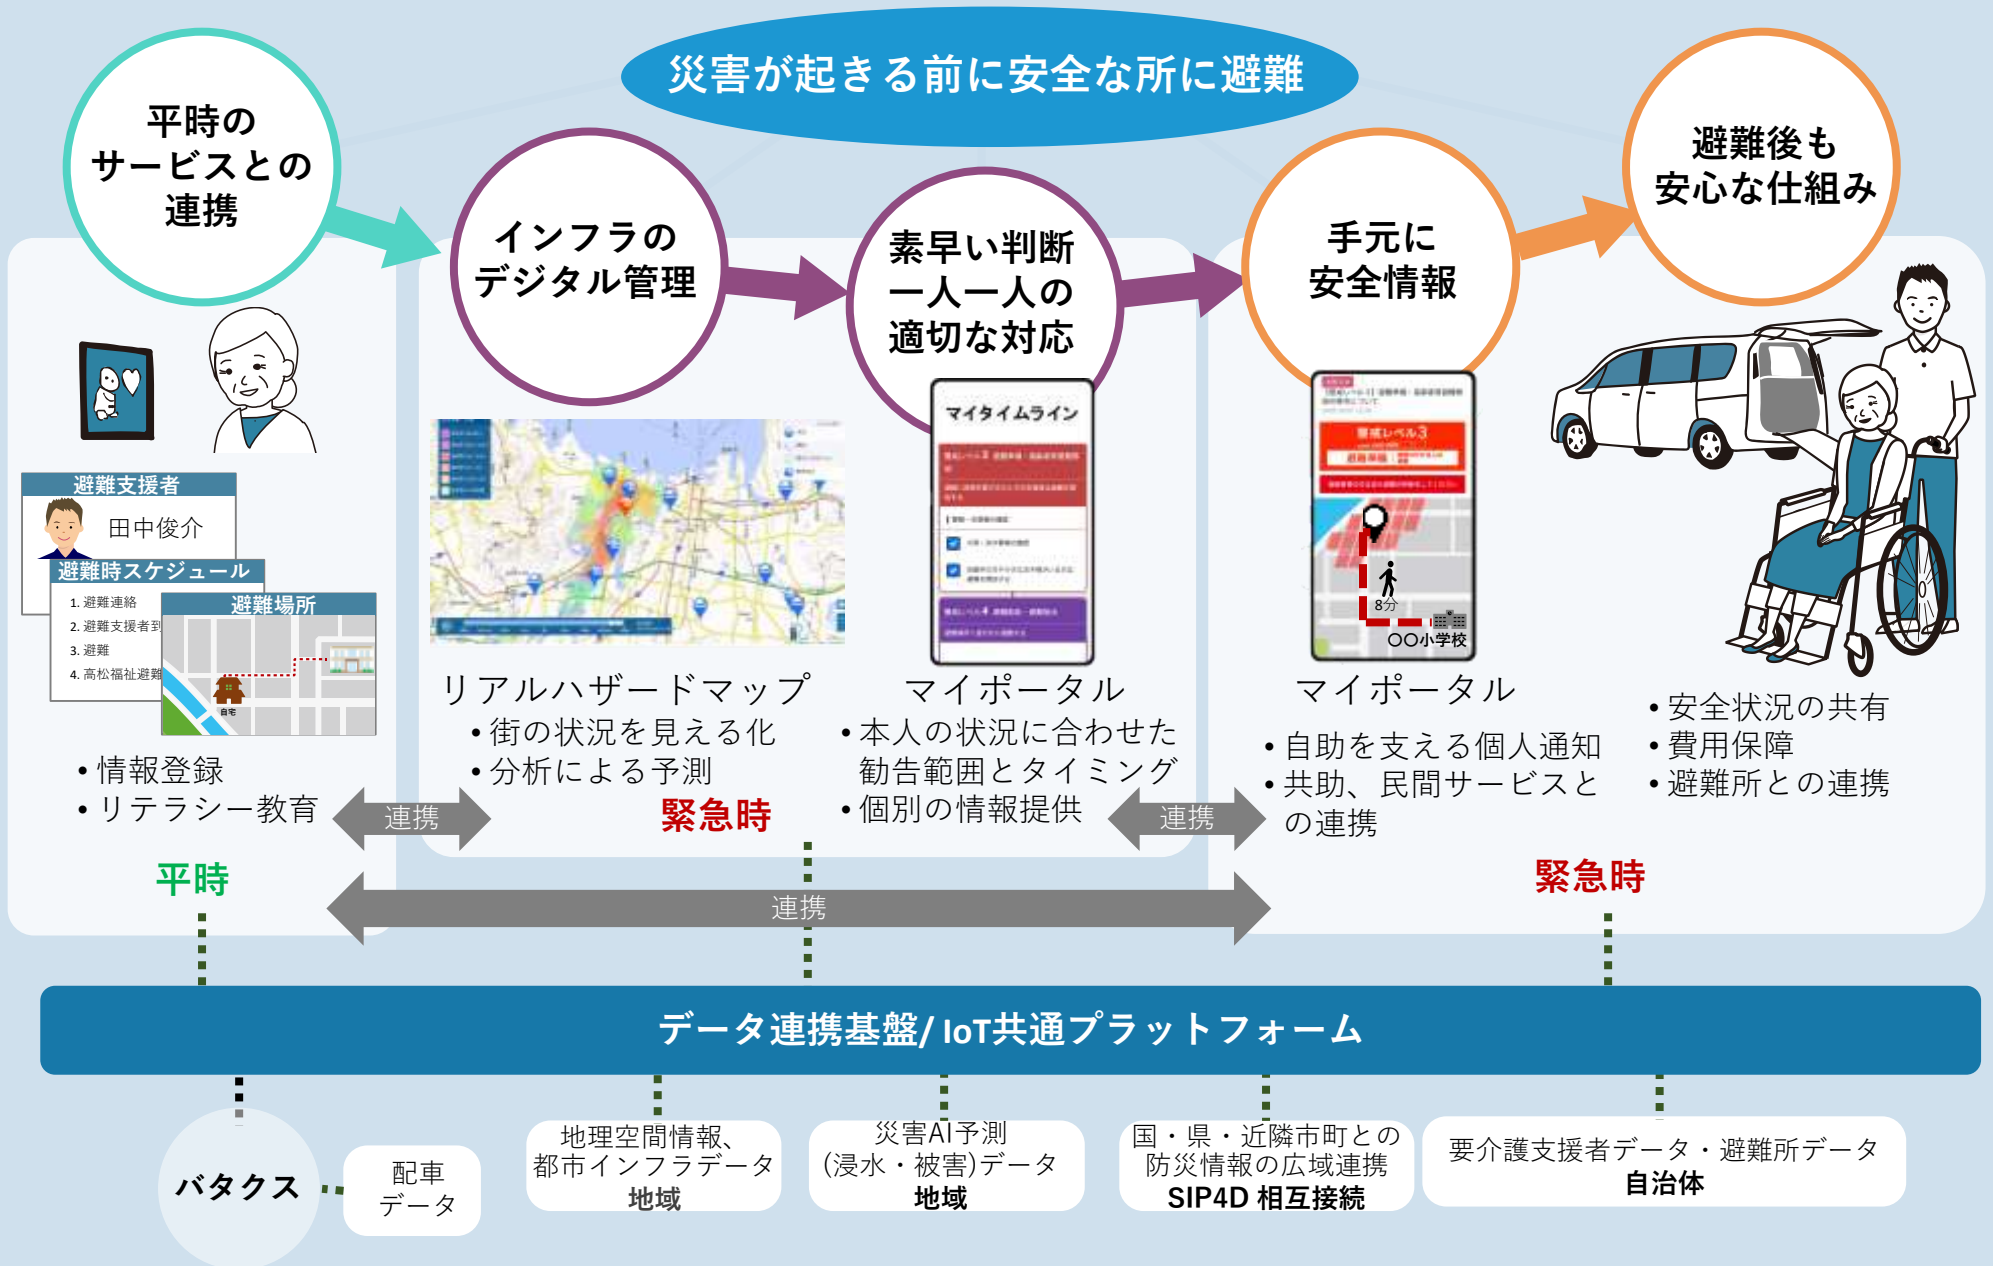 災害が起きる前に安全な所に避難
平時の
サービスとの
連携
インフラの
デジタル管理
素早い判断
一人一人の
適切な対応
手元に
安全情報
避難後も
安心な仕組み
避難支援者
田中俊介
避難時スケジュール
1. 避難連絡
2. 避難支援者到
3. 避難
4. 高松福祉避難
避難場所
自宅
・情報登録
・リテラシー教育
平時
リアルハザードマップ
・街の状況を見える化
・分析による予測
緊急時
マイタイムライン
マイポータル
・本人の状況に合わせた
勧告範囲とタイミング
・個別の情報提供
警戒レベル3
8分
〇〇小学校
マイポータル
・自助を支える個人通知
・共助、民間サービスと
の連携
・安全状況の共有
・費用保障
・避難所との連携
緊急時
連携
連携
連携
データ連携基盤/ IoT共通プラットフォーム
バタクス
配車
データ
地理空間情報、
都市インフラデータ
地域
災害AI予測
(浸水・被害)データ
地域
国・県・近隣市町との
防災情報の広域連携
SIP4D 相互接続
要介護支援者データ・避難所データ
自治体